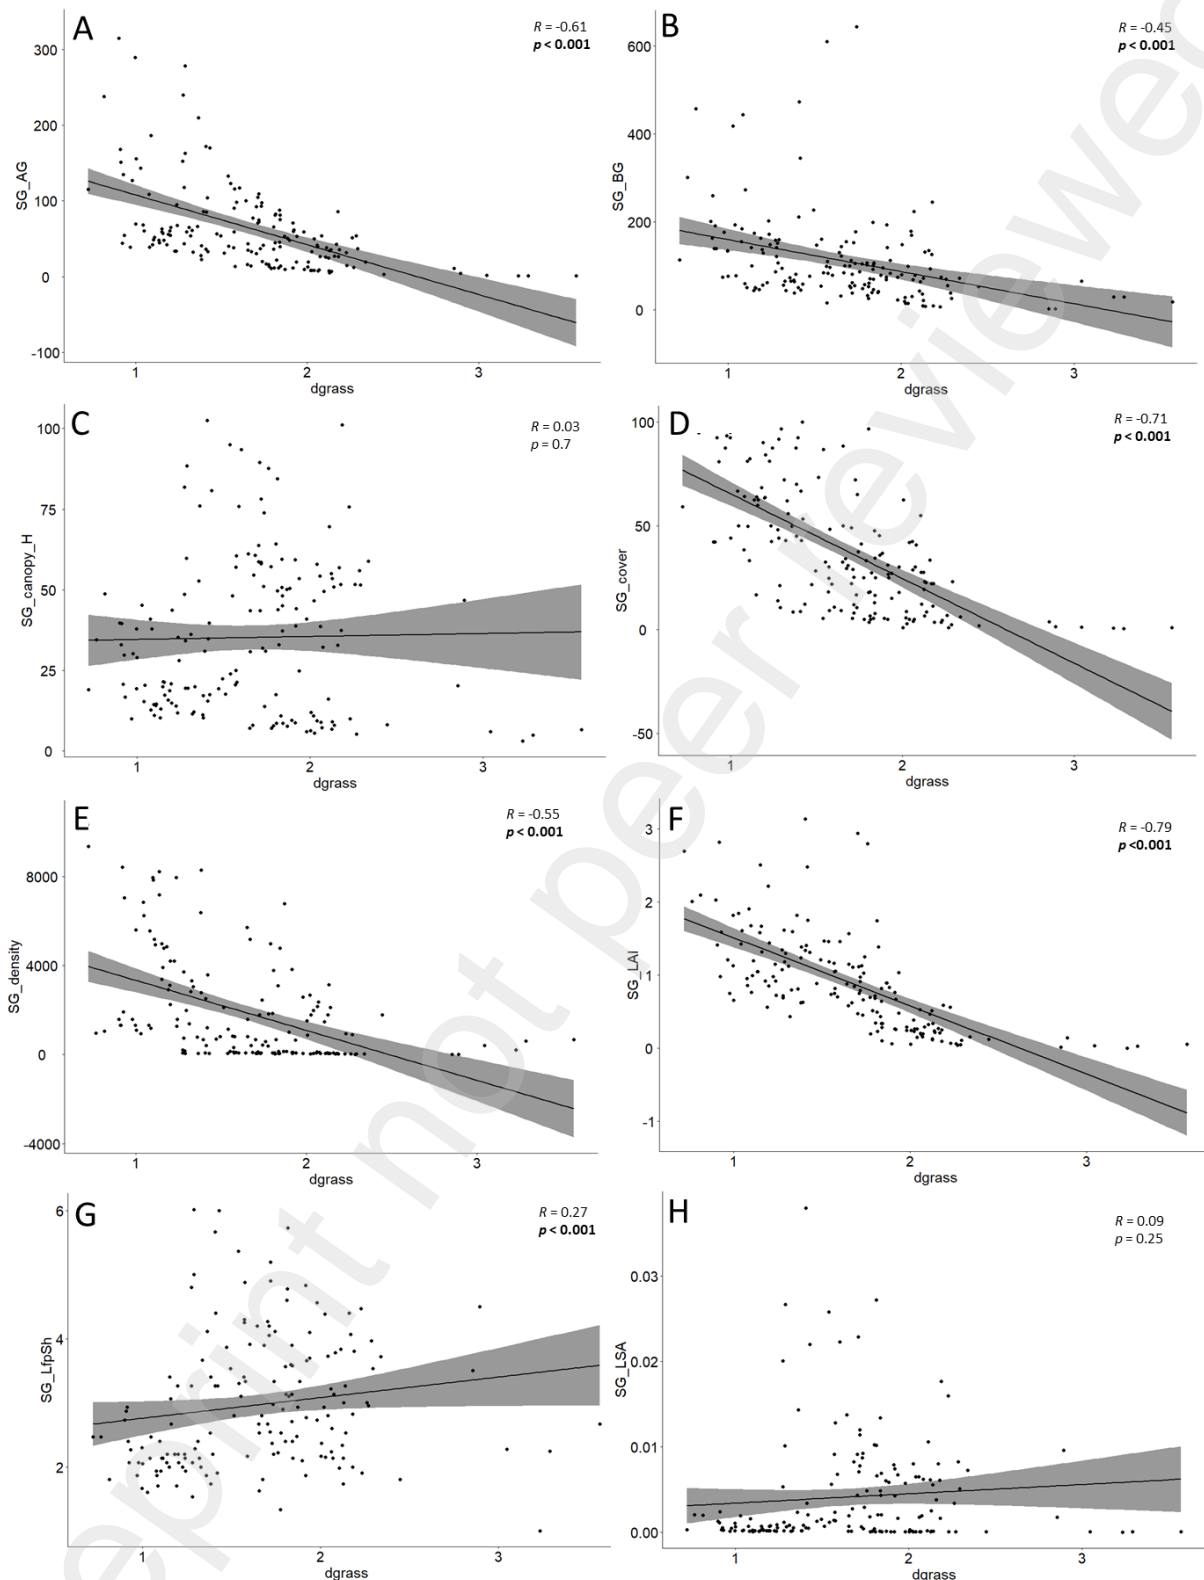 A
R = -0.61
p < 0.001
300
200
100
0
-100
SG_AG
1
2
3
dgrass
B
R = -0.45
p < 0.001
600
400
200
0
SG_BG
1
2
3
dgrass
C
R = 0.03
p = 0.7
100
75
50
25
0
SG_canopy_H
1
2
3
dgrass
D
R = -0.71
p < 0.001
100
50
0
-50
SG_cover
1
2
3
dgrass
E
R = -0.55
p < 0.001
8000
4000
0
-4000
SG_density
1
2
3
dgrass
F
R = -0.79
p <0.001
3
2
1
0
-1
SG_LAI
1
2
3
dgrass
G
R = 0.27
p < 0.001
6
4
2
SG_LfpSh
1
2
3
dgrass
H
R = 0.09
p = 0.25
0.03
0.02
0.01
0.00
SG_LSA
1
2
3
dgrass
eprint not peer reviewed